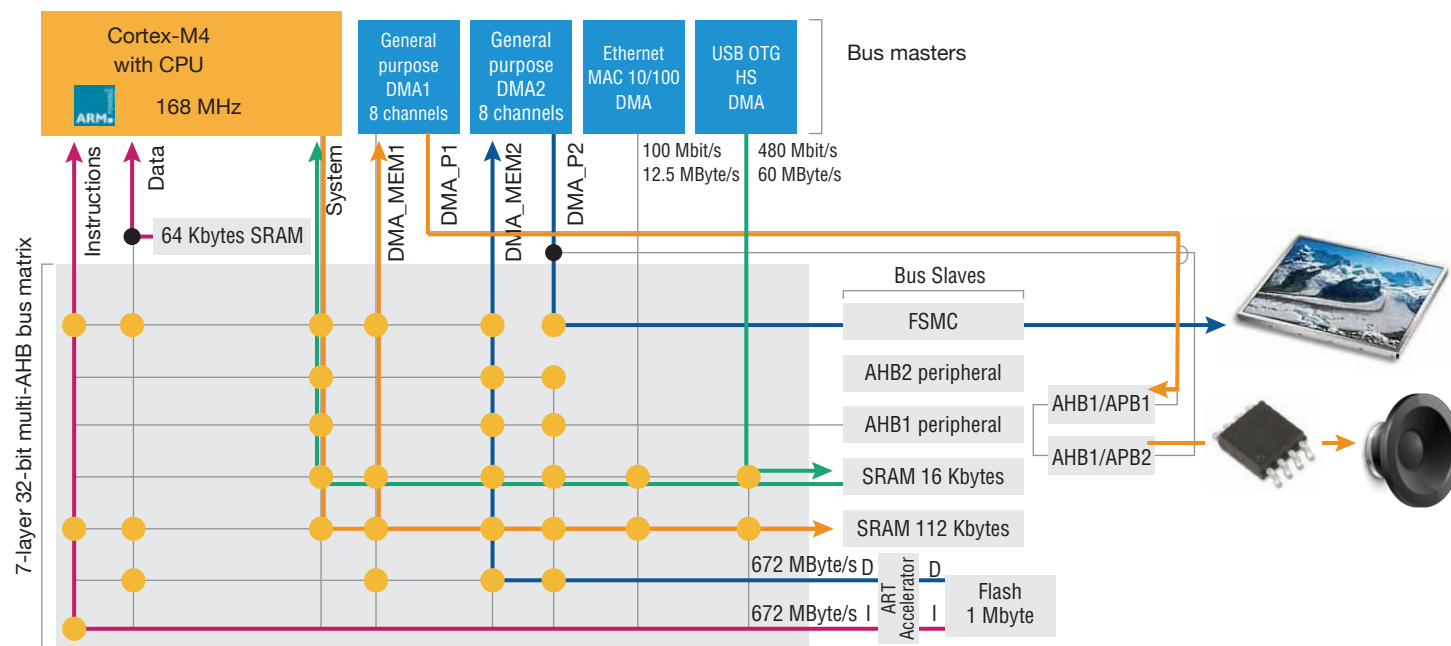 Cortex-M4
with CPU
ARM
168 MHz
General
purpose
DMA1
8 channels
General
purpose
DMA2
8 channels
Ethernet
MAC 10/100
DMA
USB OTG
HS
DMA
Bus masters
Instructions
Data
System
DMA_MEM1
DMA_P1
DMA_MEM2
DMA_P2
100 Mbit/s
12.5 MByte/s
480 Mbit/s
60 MByte/s
64 Kbytes SRAM
7-layer 32-bit multi-AHB bus matrix
Bus Slaves
FSMC
AHB2 peripheral
AHB1/APB1
AHB1 peripheral
AHB1/APB2
SRAM 16 Kbytes
SRAM 112 Kbytes
672 MByte/s D
D
672 MByte/s I
I
ART
Accelerator
Flash
1 Mbyte